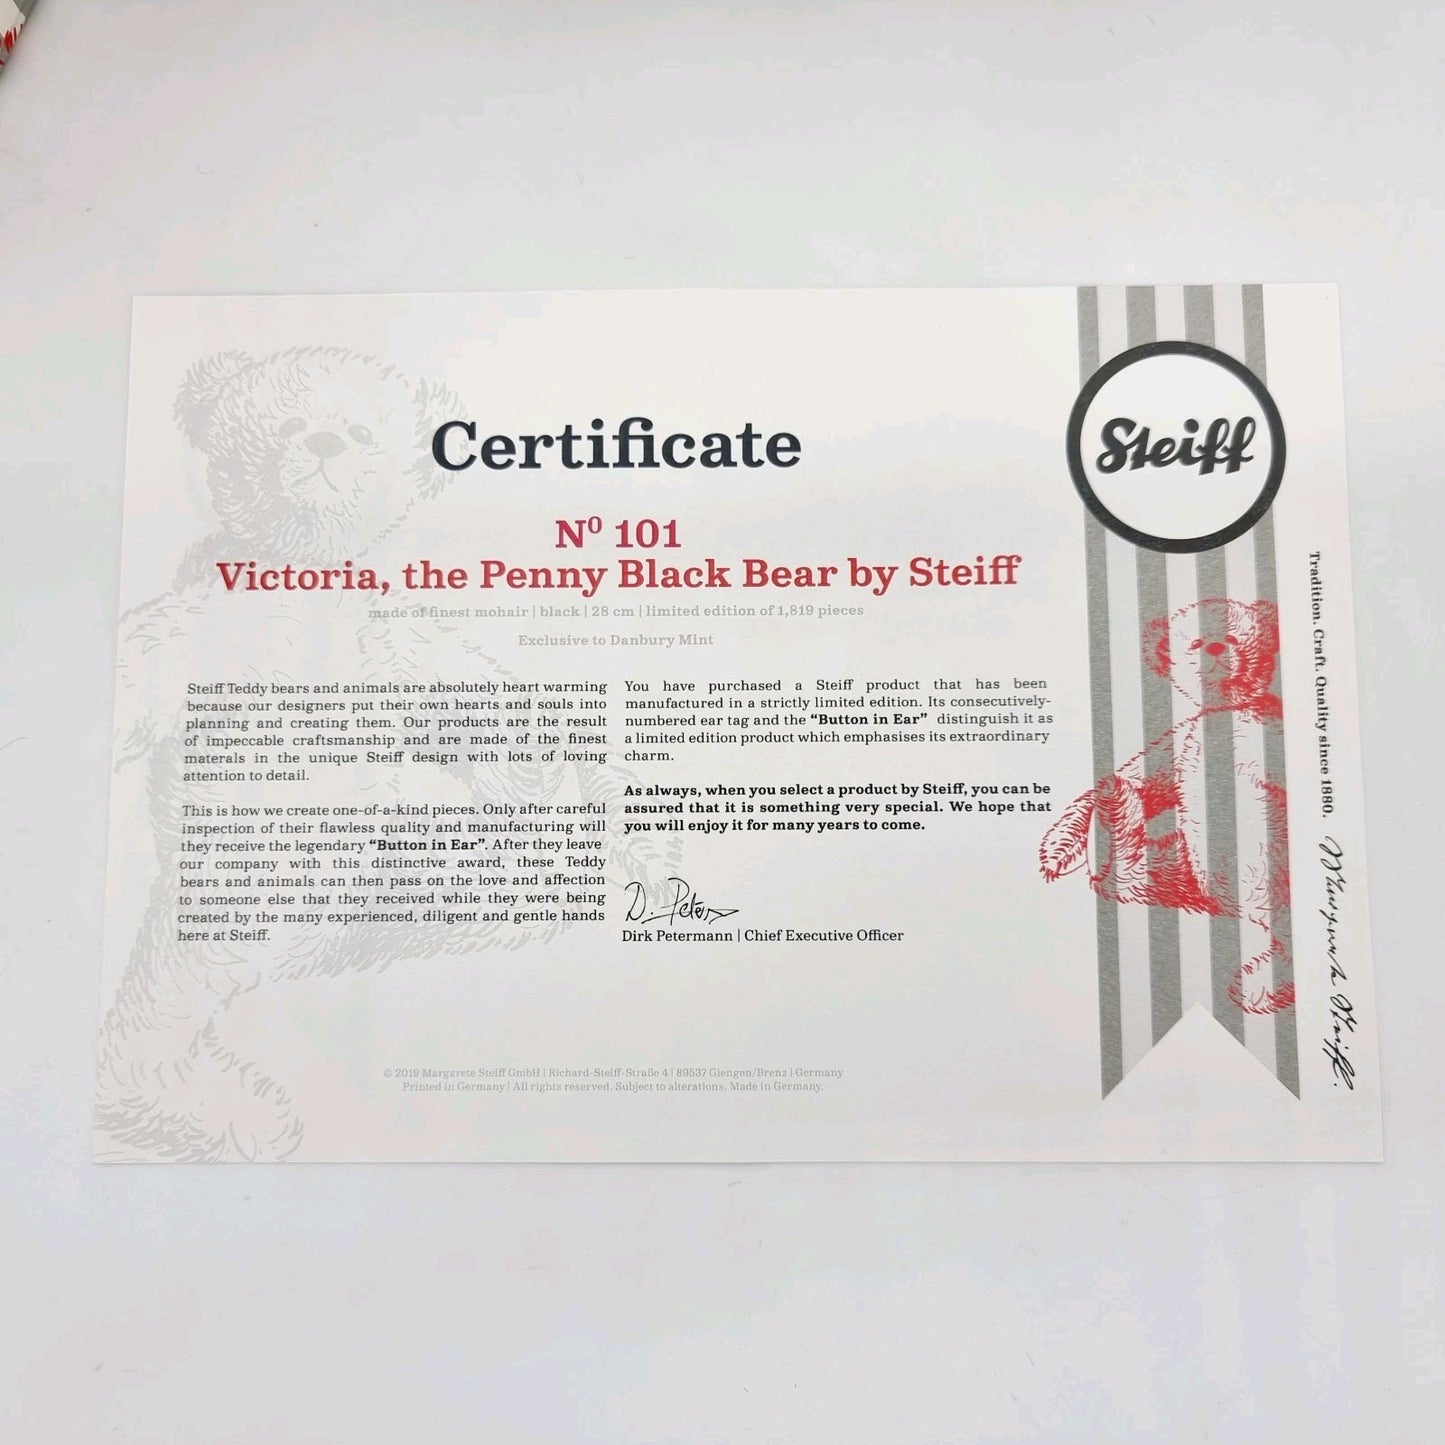 Certificate
Nº 101
Victoria, the Penny Black Bear by Steiff
made of finest mohair | black | 28 cm | limited edition of 1,819 pieces
Exclusive to Danbury Mint
Steiff Teddy bears and animals are absolutely heart warming
because our designers put their own hearts and souls into
planning and creating them. Our products are the result
of impeccable craftsmanship and are made of the finest
materals in the unique Steiff design with lots of loving
attention to detail.
This is how we create one-of-a-kind pieces. Only after careful
inspection of their flawless quality and manufacturing will
they receive the legendary “Button in Ear”. After they leave
our company with this distinctive award, these Teddy
bears and animals can then pass on the love and affection
to someone else that they received while they were being
created by the many experienced, diligent and gentle hands
here at Steiff.
You have purchased a Steiff product that has been
manufactured in a strictly limited edition. Its consecutively-
numbered ear tag and the “Button in Ear” distinguish it as
a limited edition product which emphasises its extraordinary
charm.
As always, when you select a product by Steiff, you can be
assured that it is something very special. We hope that
you will enjoy it for many years to come.
D. Peterm
Dirk Petermann | Chief Executive Officer
© 2019 Margarete Steiff GmbH | Richard-Steiff-Straße 4 | 89537 Giengen/Brenz | Germany
Printed in Germany | All rights reserved. Subject to alterations. Made in Germany.
Steiff
Tradition. Craft. Quality since 1880.
Margarete Steiff.